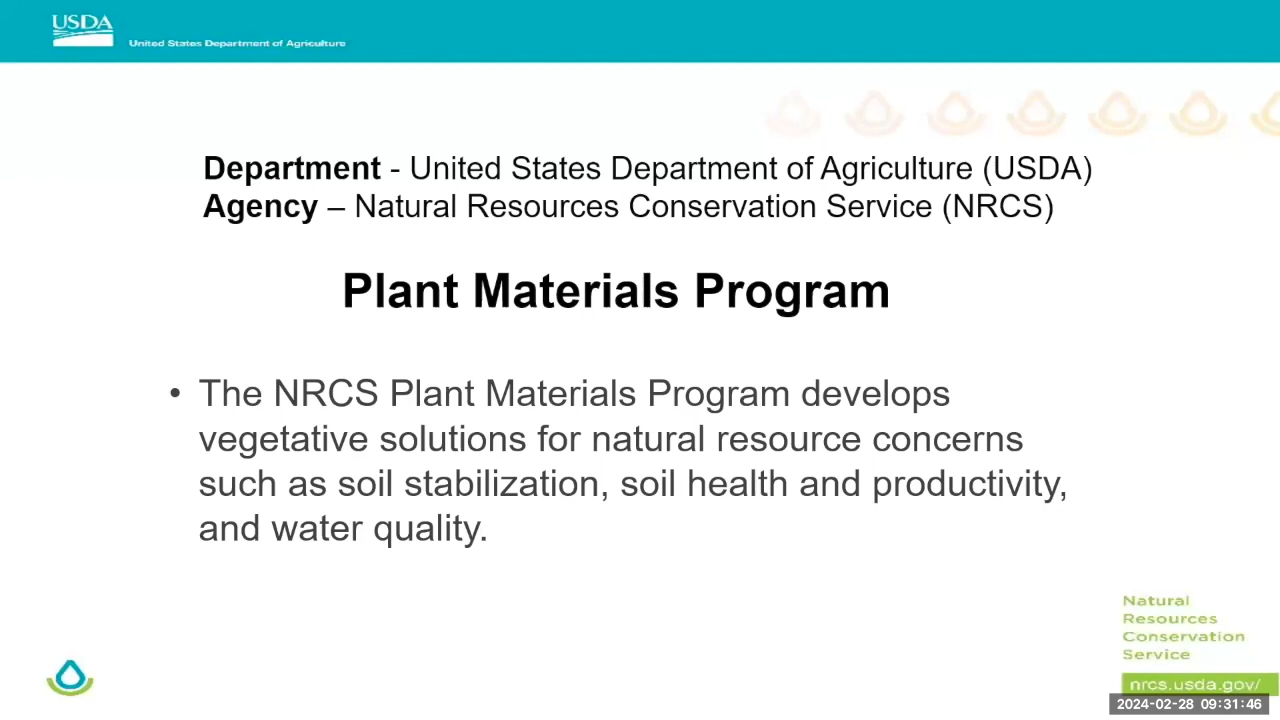 USDA
United States Department of Agriculture
Department - United States Department of Agriculture (USDA)
Agency – Natural Resources Conservation Service (NRCS)
Plant Materials Program
• The NRCS Plant Materials Program develops
vegetative solutions for natural resource concerns
such as soil stabilization, soil health and productivity,
and water quality.
Natural
Resources
Conservation
Service
nrcs.usda.gov/
2024-02-28 09:31:46